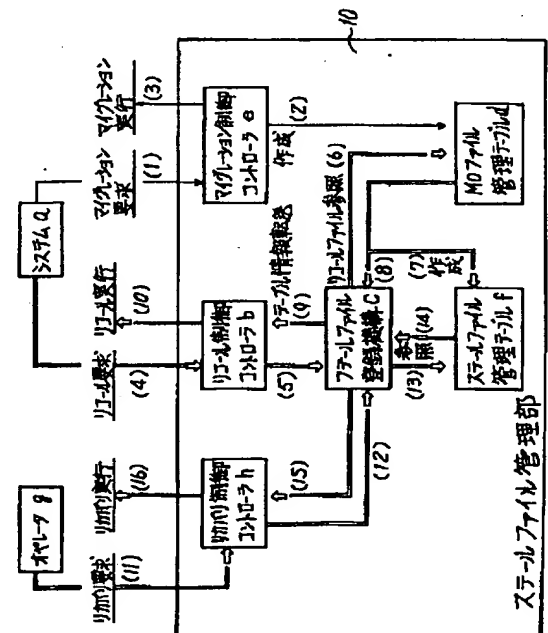 オペレータ g
システム a
リカバリ要求
(11)
リカバリ実行
(16)
リコール要求
(4)
リコール実行
(10)
マイグレーション
要求
(1)
マイグレーション
実行
(3)
10
リカバリ制御
コントローラ h
リコール制御
コントローラ b
マイグレーション制御
コントローラ e
(5)
(9)
テーブル情報転送
作成
(2)
(15)
(12)
フテールファイル
登録機構 C
リコールファイル参照 (6)
(8)
(7)
作成
(13)
参照
(14)
ステールファイル
管理テーブル f
MOファイル
管理テーブル d
ステールファイル管理部